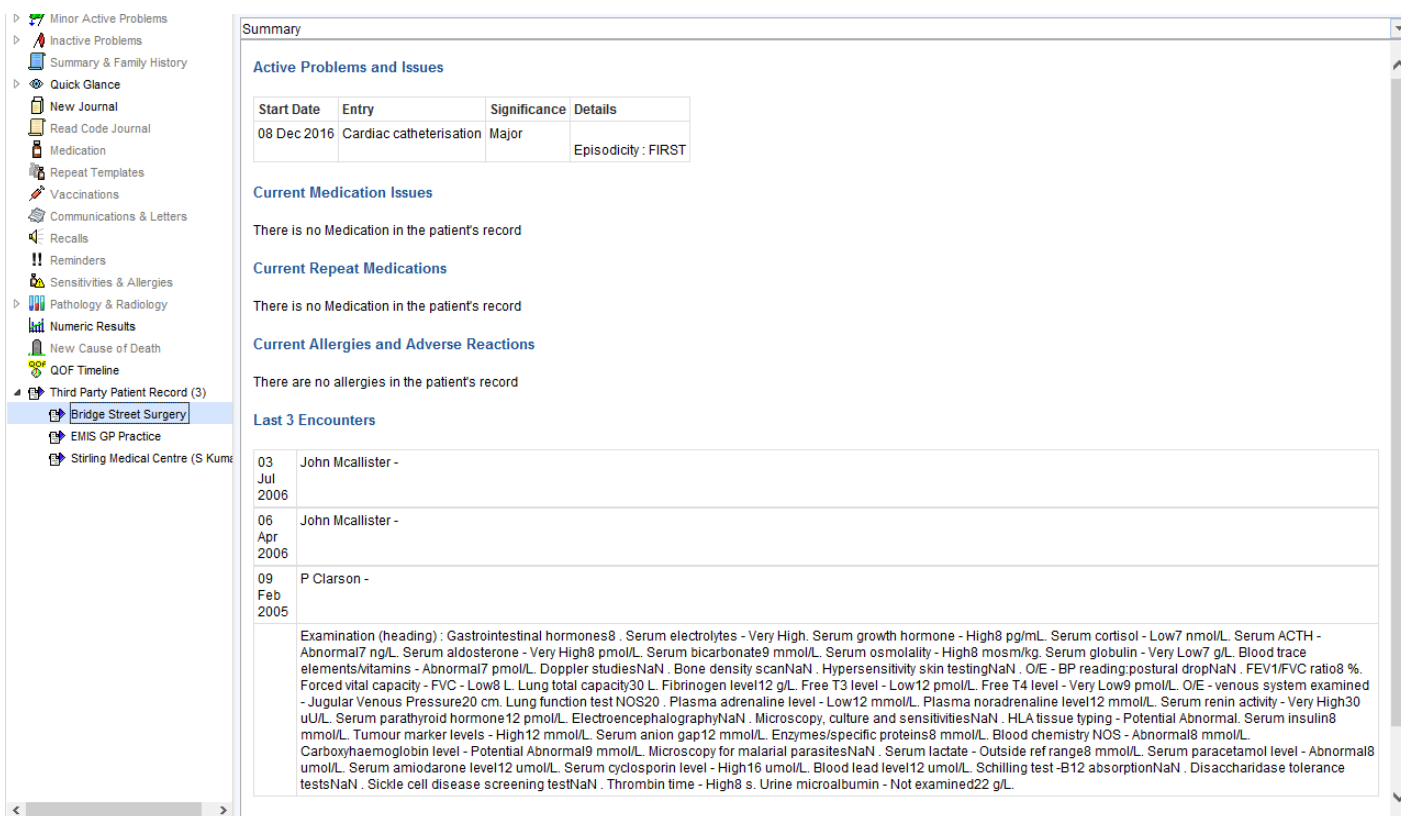 Minor Active Problems
Inactive Problems
Summary & Family History
Quick Glance
New Journal
Read Code Journal
Medication
Repeat Templates
Vaccinations
Communications & Letters
Recalls
Reminders
Sensitivities & Allergies
Pathology & Radiology
Numeric Results
New Cause of Death
QOF
QOF Timeline
Third Party Patient Record (3)
Bridge Street Surgery
EMIS GP Practice
Stirling Medical Centre (S Kuma
Summary
Active Problems and Issues
Start Date Entry Significance Details
08 Dec 2016 Cardiac catheterisation Major
Episodicity : FIRST
Current Medication Issues
There is no Medication in the patient's record
Current Repeat Medications
There is no Medication in the patient's record
Current Allergies and Adverse Reactions
There are no allergies in the patient's record
Last 3 Encounters
03 John Mcallister -
Jul
2006
06 John Mcallister -
Apr
2006
09 P Clarson -
Feb
2005
Examination (heading) : Gastrointestinal hormones8 . Serum electrolytes - Very High. Serum growth hormone - High8 pg/mL. Serum cortisol - Low7 nmol/L. Serum ACTH -
Abnormal7 ng/L. Serum aldosterone - Very High8 pmol/L. Serum bicarbonate9 mmol/L. Serum osmolality - High8 mosm/kg. Serum globulin - Very Low7 g/L. Blood trace
elements/vitamins - Abnormal7 pmol/L. Doppler studiesNaN . Bone density scanNaN . Hypersensitivity skin testingNaN . O/E - BP reading:postural dropNaN . FEV1/FVC ratio8 %.
Forced vital capacity - FVC - Low8 L. Lung total capacity30 L. Fibrinogen level12 g/L. Free T3 level - Low12 pmol/L. Free T4 level - Very Low9 pmol/L. O/E - venous system examined
- Jugular Venous Pressure20 cm. Lung function test NOS20 . Plasma adrenaline level - Low12 mmol/L. Plasma noradrenaline level12 mmol/L. Serum renin activity - Very High30
uU/L. Serum parathyroid hormone12 pmol/L. ElectroencephalographyNaN . Microscopy, culture and sensitivitiesNaN . HLA tissue typing - Potential Abnormal. Serum insulin8
mmol/L. Tumour marker levels - High12 mmol/L. Serum anion gap12 mmol/L. Enzymes/specific proteins8 mmol/L. Blood chemistry NOS - Abnormal8 mmol/L.
Carboxyhaemoglobin level - Potential Abnormal9 mmol/L. Microscopy for malarial parasitesNaN . Serum lactate - Outside ref range8 mmol/L. Serum paracetamol level - Abnormal8
umol/L. Serum amiodarone level12 umol/L. Serum cyclosporin level - High16 umol/L. Blood lead level12 umol/L. Schilling test -B12 absorptionNaN . Disaccharidase tolerance
testsNaN . Sickle cell disease screening testNaN . Thrombin time - High8 s. Urine microalbumin - Not examined22 g/L.